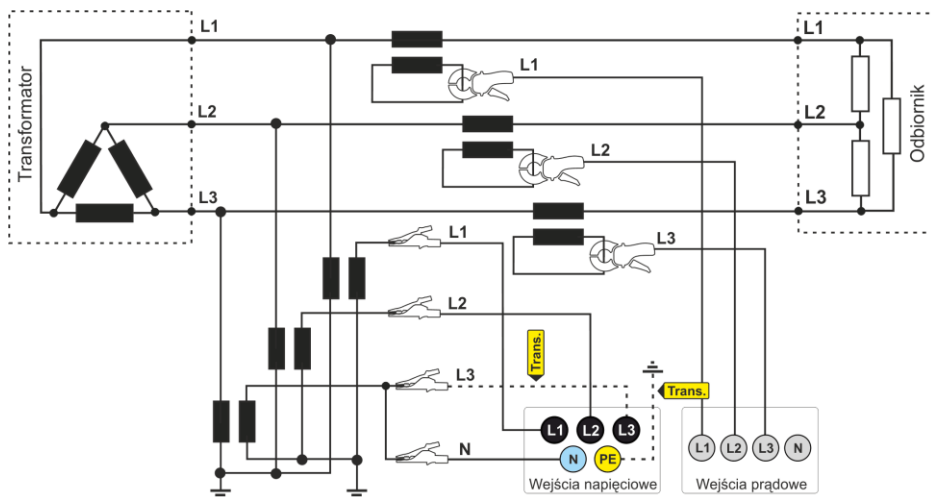 L1
L1
Transformator
L1
L2
L2
Odbiornik
L2
L3
L3
L1
L3
L2
Trans.
L3
Trans.
L1 L2 L3
L1 L2 L3 N
N
N PE
Wejścia napięciowe
Wejścia prądowe